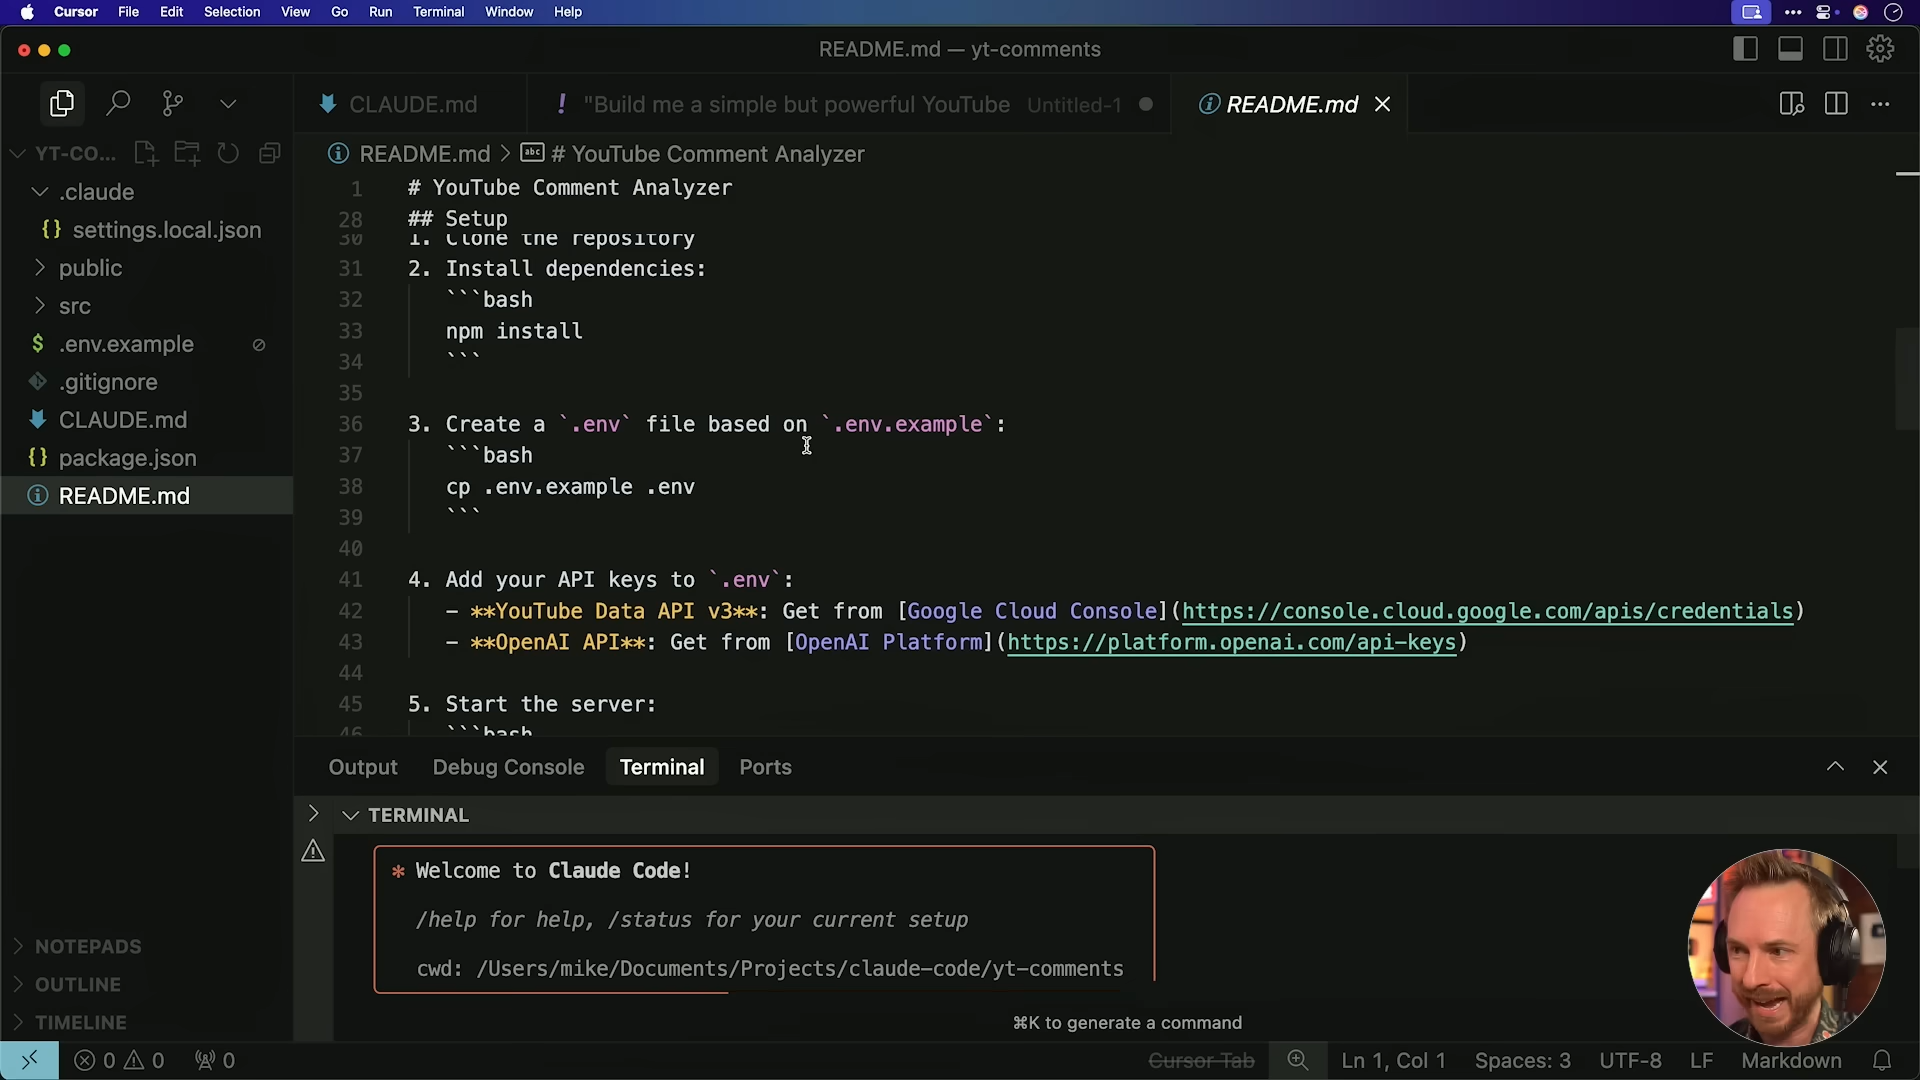 Cursor File Edit Selection View Go Run Terminal Window Help
README.md — yt-comments
CLAUDE.md
! "Build me a simple but powerful YouTube Untitled-1
README.md
YT-CO...
README.md > # YouTube Comment Analyzer
.claude
{} settings.local.json
public
src
$ .env.example
.gitignore
CLAUDE.md
{} package.json
README.md
NOTEPADS
OUTLINE
TIMELINE
1 # YouTube Comment Analyzer
28 ## Setup
30 1. Clone the repository
31 2. Install dependencies:
32 ```bash
33 npm install
34 ```
35
36 3. Create a `.env` file based on `.env.example`:
37 ```bash
38 cp .env.example .env
39 ```
40
41 4. Add your API keys to `.env`:
42 - **YouTube Data API v3**: Get from [Google Cloud Console](https://console.cloud.google.com/apis/credentials)
43 - **OpenAI API**: Get from [OpenAI Platform](https://platform.openai.com/api-keys)
44
45 5. Start the server:
46 ```bash
Output Debug Console Terminal Ports
TERMINAL
* Welcome to Claude Code!
/help for help, /status for your current setup
cwd: /Users/mike/Documents/Projects/claude-code/yt-comments
⌘K to generate a command
0 0 0 Cursor Tab Ln 1, Col 1 Spaces: 3 UTF-8 LF Markdown